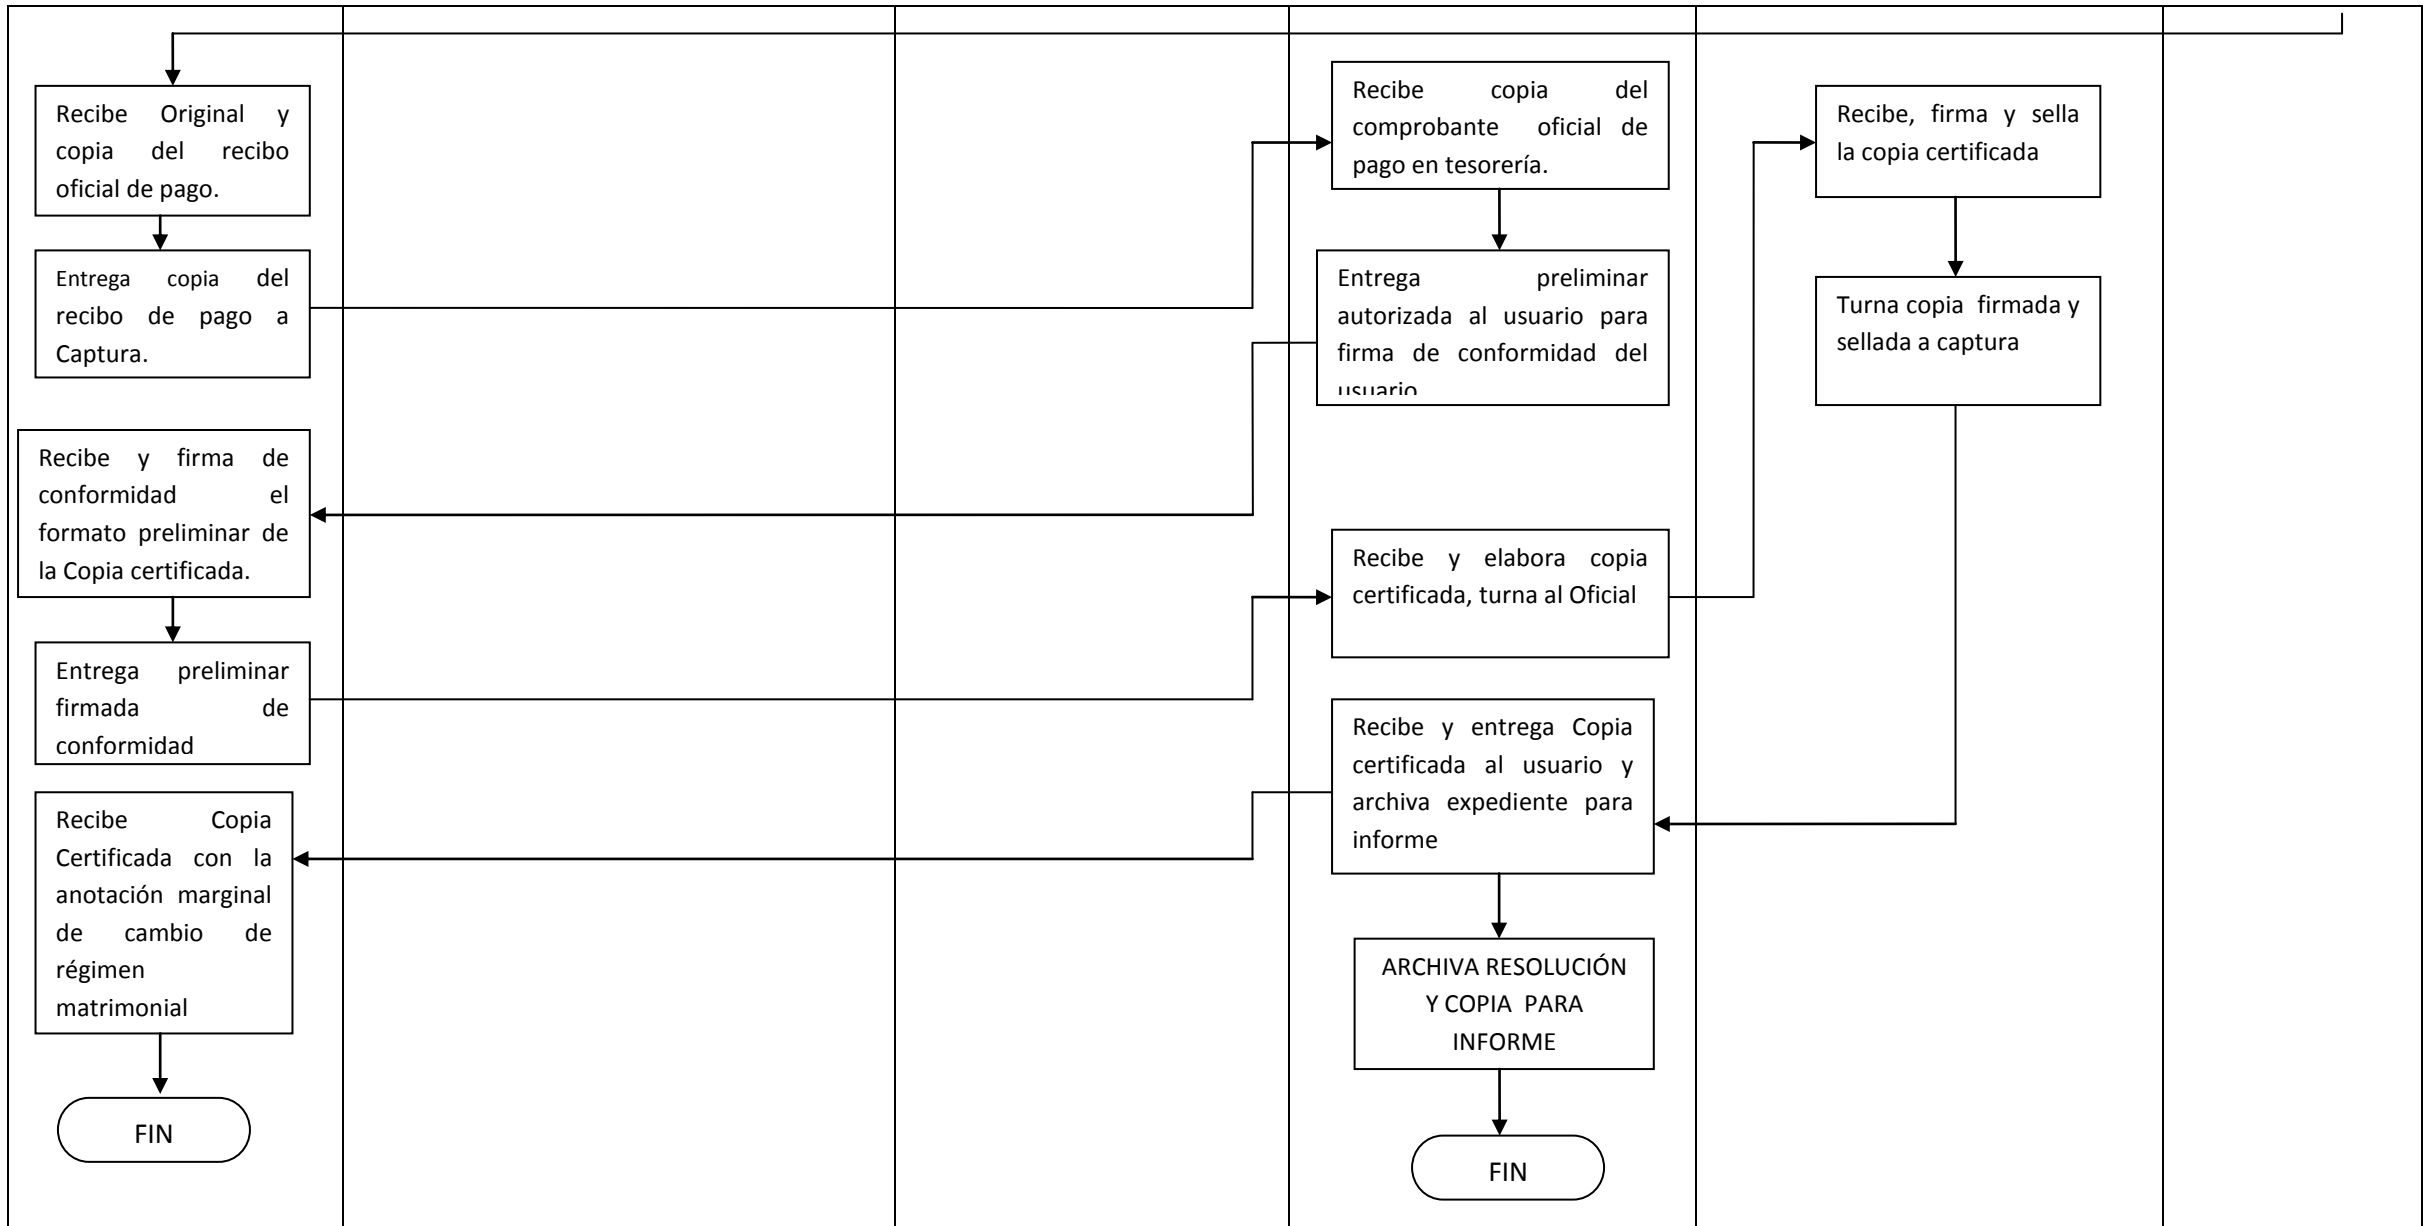 Recibe Original y
copia del recibo
oficial de pago.
Entrega copia del
recibo de pago a
Captura.
Recibe y firma de
conformidad el
formato preliminar de
la Copia certificada.
Entrega preliminar
firmada de
conformidad
Recibe Copia
Certificada con la
anotación marginal
de cambio de
régimen
matrimonial
FIN
Recibe copia del
comprobante oficial de
pago en tesorería.
Entrega preliminar
autorizada al usuario para
firma de conformidad del
usuario
Recibe y elabora copia
certificada, turna al Oficial
Recibe y entrega Copia
certificada al usuario y
archiva expediente para
informe
ARCHIVA RESOLUCIÓN
Y COPIA PARA
INFORME
FIN
Recibe, firma y sella
la copia certificada
Turna copia firmada y
sellada a captura